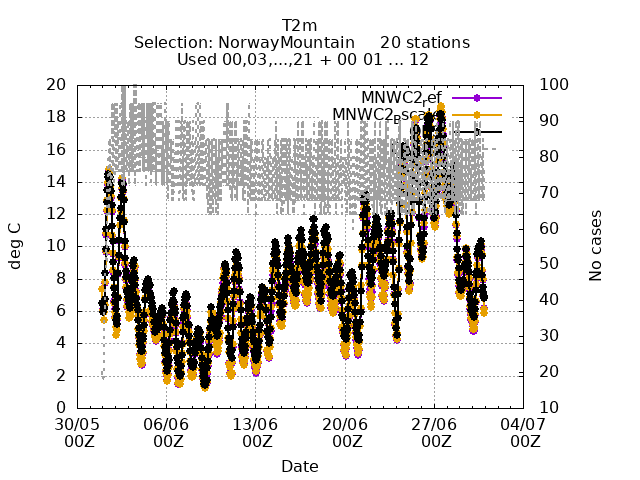 T2m
Selection: NorwayMountain 20 stations
Used 00,03,...,21 + 00 01 ... 12
20 100
MNWC2ref
18 90
16 80
14 70
12 60
deg C
No cases
10 50
8 40
6
4 30
2 20
0 10
30/05 06/06 13/06 20/06 27/06 04/07
00Z 00Z 00Z 00Z 00Z 00Z
Date